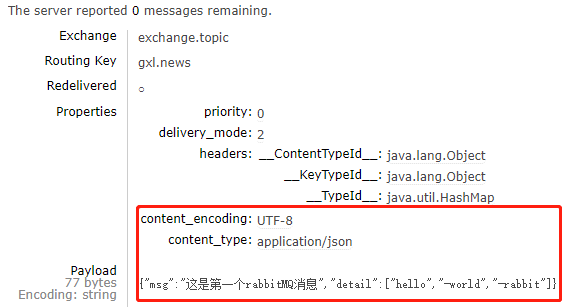 The server reported 0 messages remaining.
Exchange exchange.topic
Routing Key gxl.news
Redelivered ○
Properties priority: 0
delivery_mode: 2
headers: __ContentTypeId__: java.lang.Object
__KeyTypeId__: java.lang.Object
__TypeId__: java.util.HashMap
content_encoding: UTF-8
content_type: application/json
Payload
77 bytes
Encoding: string
{"msg":"这是第一个rabbitMQ消息","detail":["hello","¬world","¬rabbit"]}